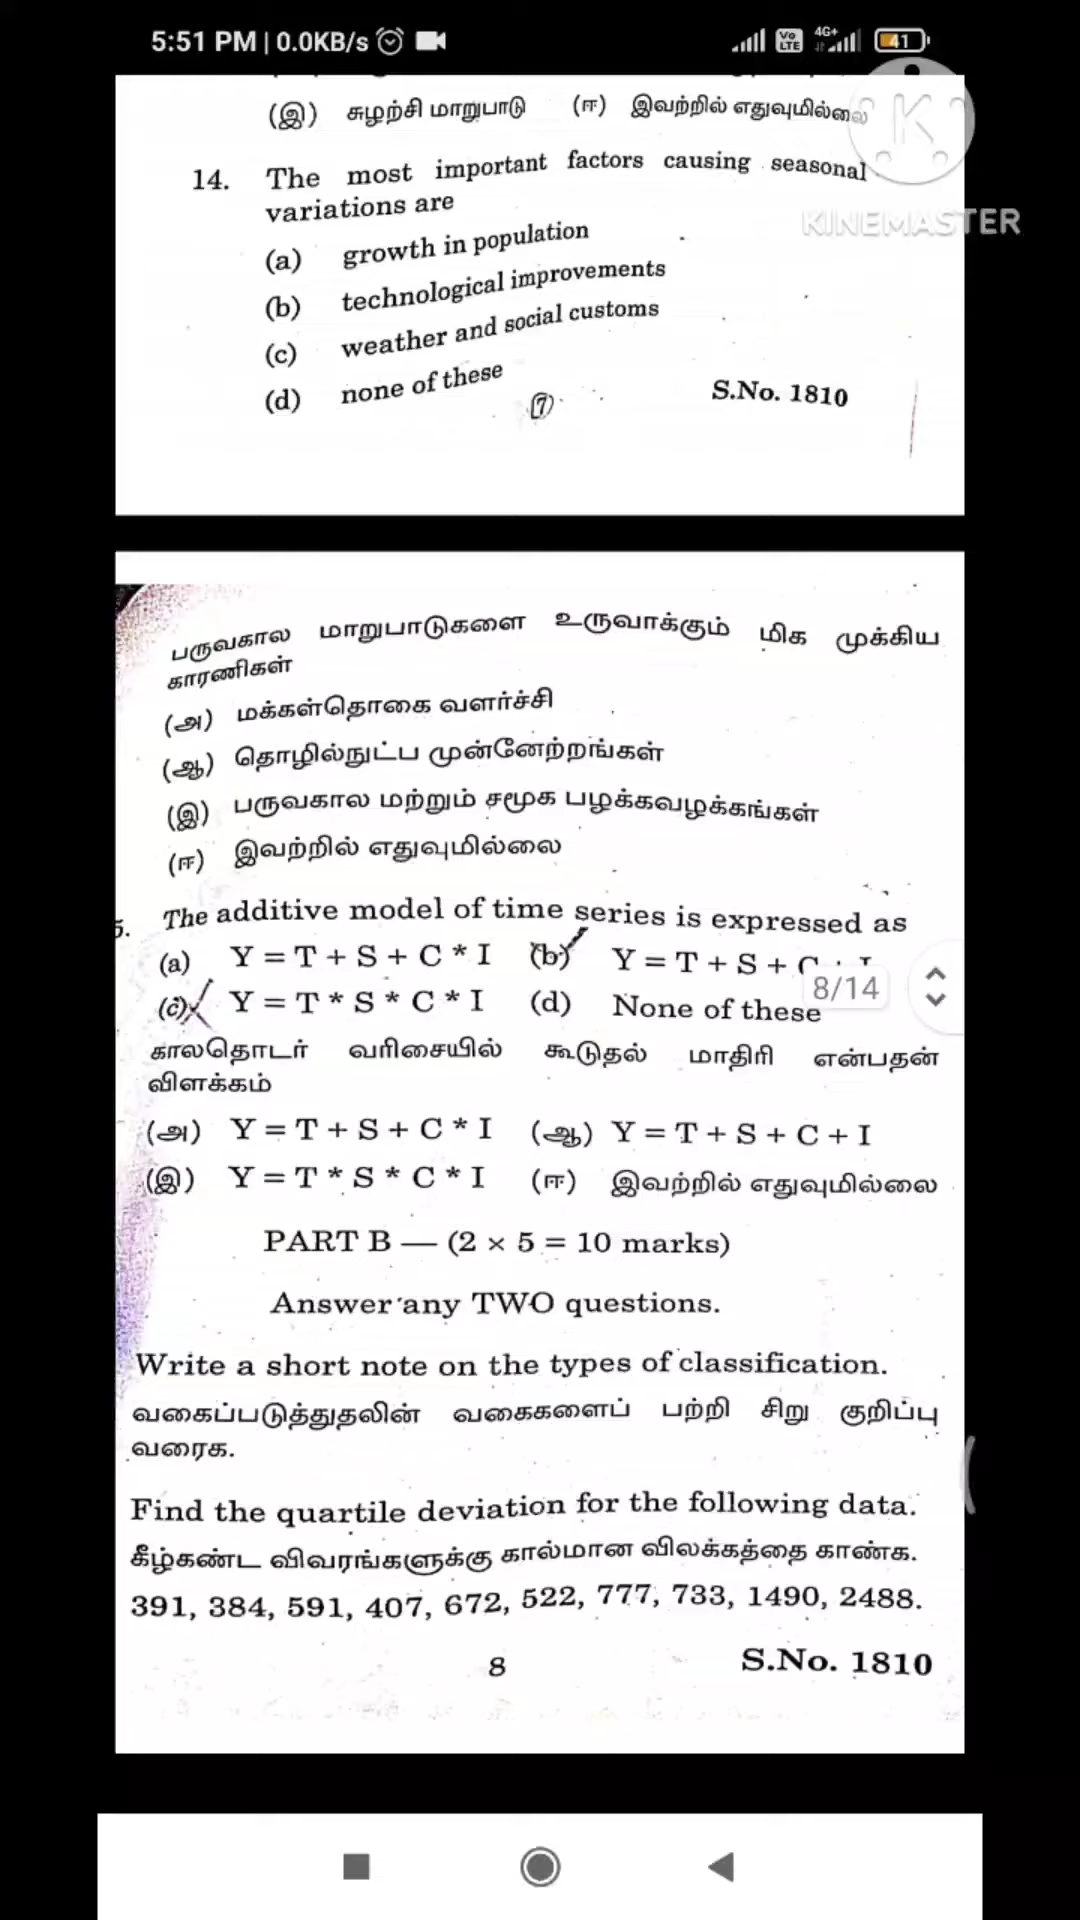 5:51 PM | 0.0KB/s
Vo LTE 4G+ 41
(இ) சுழற்சி மாறுபாடு (ஈ) இவற்றில் எதுவுமில்லை
K
KINEMASTER
14. The most important factors causing seasonal
variations are
(a) growth in population
(b) technological improvements
(c) weather and social customs
(d) none of these
7
S.No. 1810
பருவகால மாறுபாடுகளை உருவாக்கும் மிக முக்கிய
காரணிகள்
(அ) மக்கள்தொகை வளர்ச்சி
(ஆ) தொழில்நுட்ப முன்னேற்றங்கள்
(இ) பருவகால மற்றும் சமூக பழக்கவழக்கங்கள்
(ஈ) இவற்றில் எதுவுமில்லை
5. The additive model of time series is expressed as
(a) Y = T + S + C * I (b) Y = T + S + C + I
8/14
(c) Y = T * S * C * I (d) None of these
காலதொடர் வரிசையில் கூடுதல் மாதிரி என்பதன்
விளக்கம்
(அ) Y = T + S + C * I (ஆ) Y = T + S + C + I
(இ) Y = T * S * C * I (ஈ) இவற்றில் எதுவுமில்லை
PART B — (2 × 5 = 10 marks)
Answer any TWO questions.
Write a short note on the types of classification.
வகைப்படுத்துதலின் வகைகளைப் பற்றி சிறு குறிப்பு
வரைக.
Find the quartile deviation for the following data.
கீழ்கண்ட விவரங்களுக்கு கால்மான விலக்கத்தை காண்க.
391, 384, 591, 407, 672, 522, 777, 733, 1490, 2488.
8
S.No. 1810